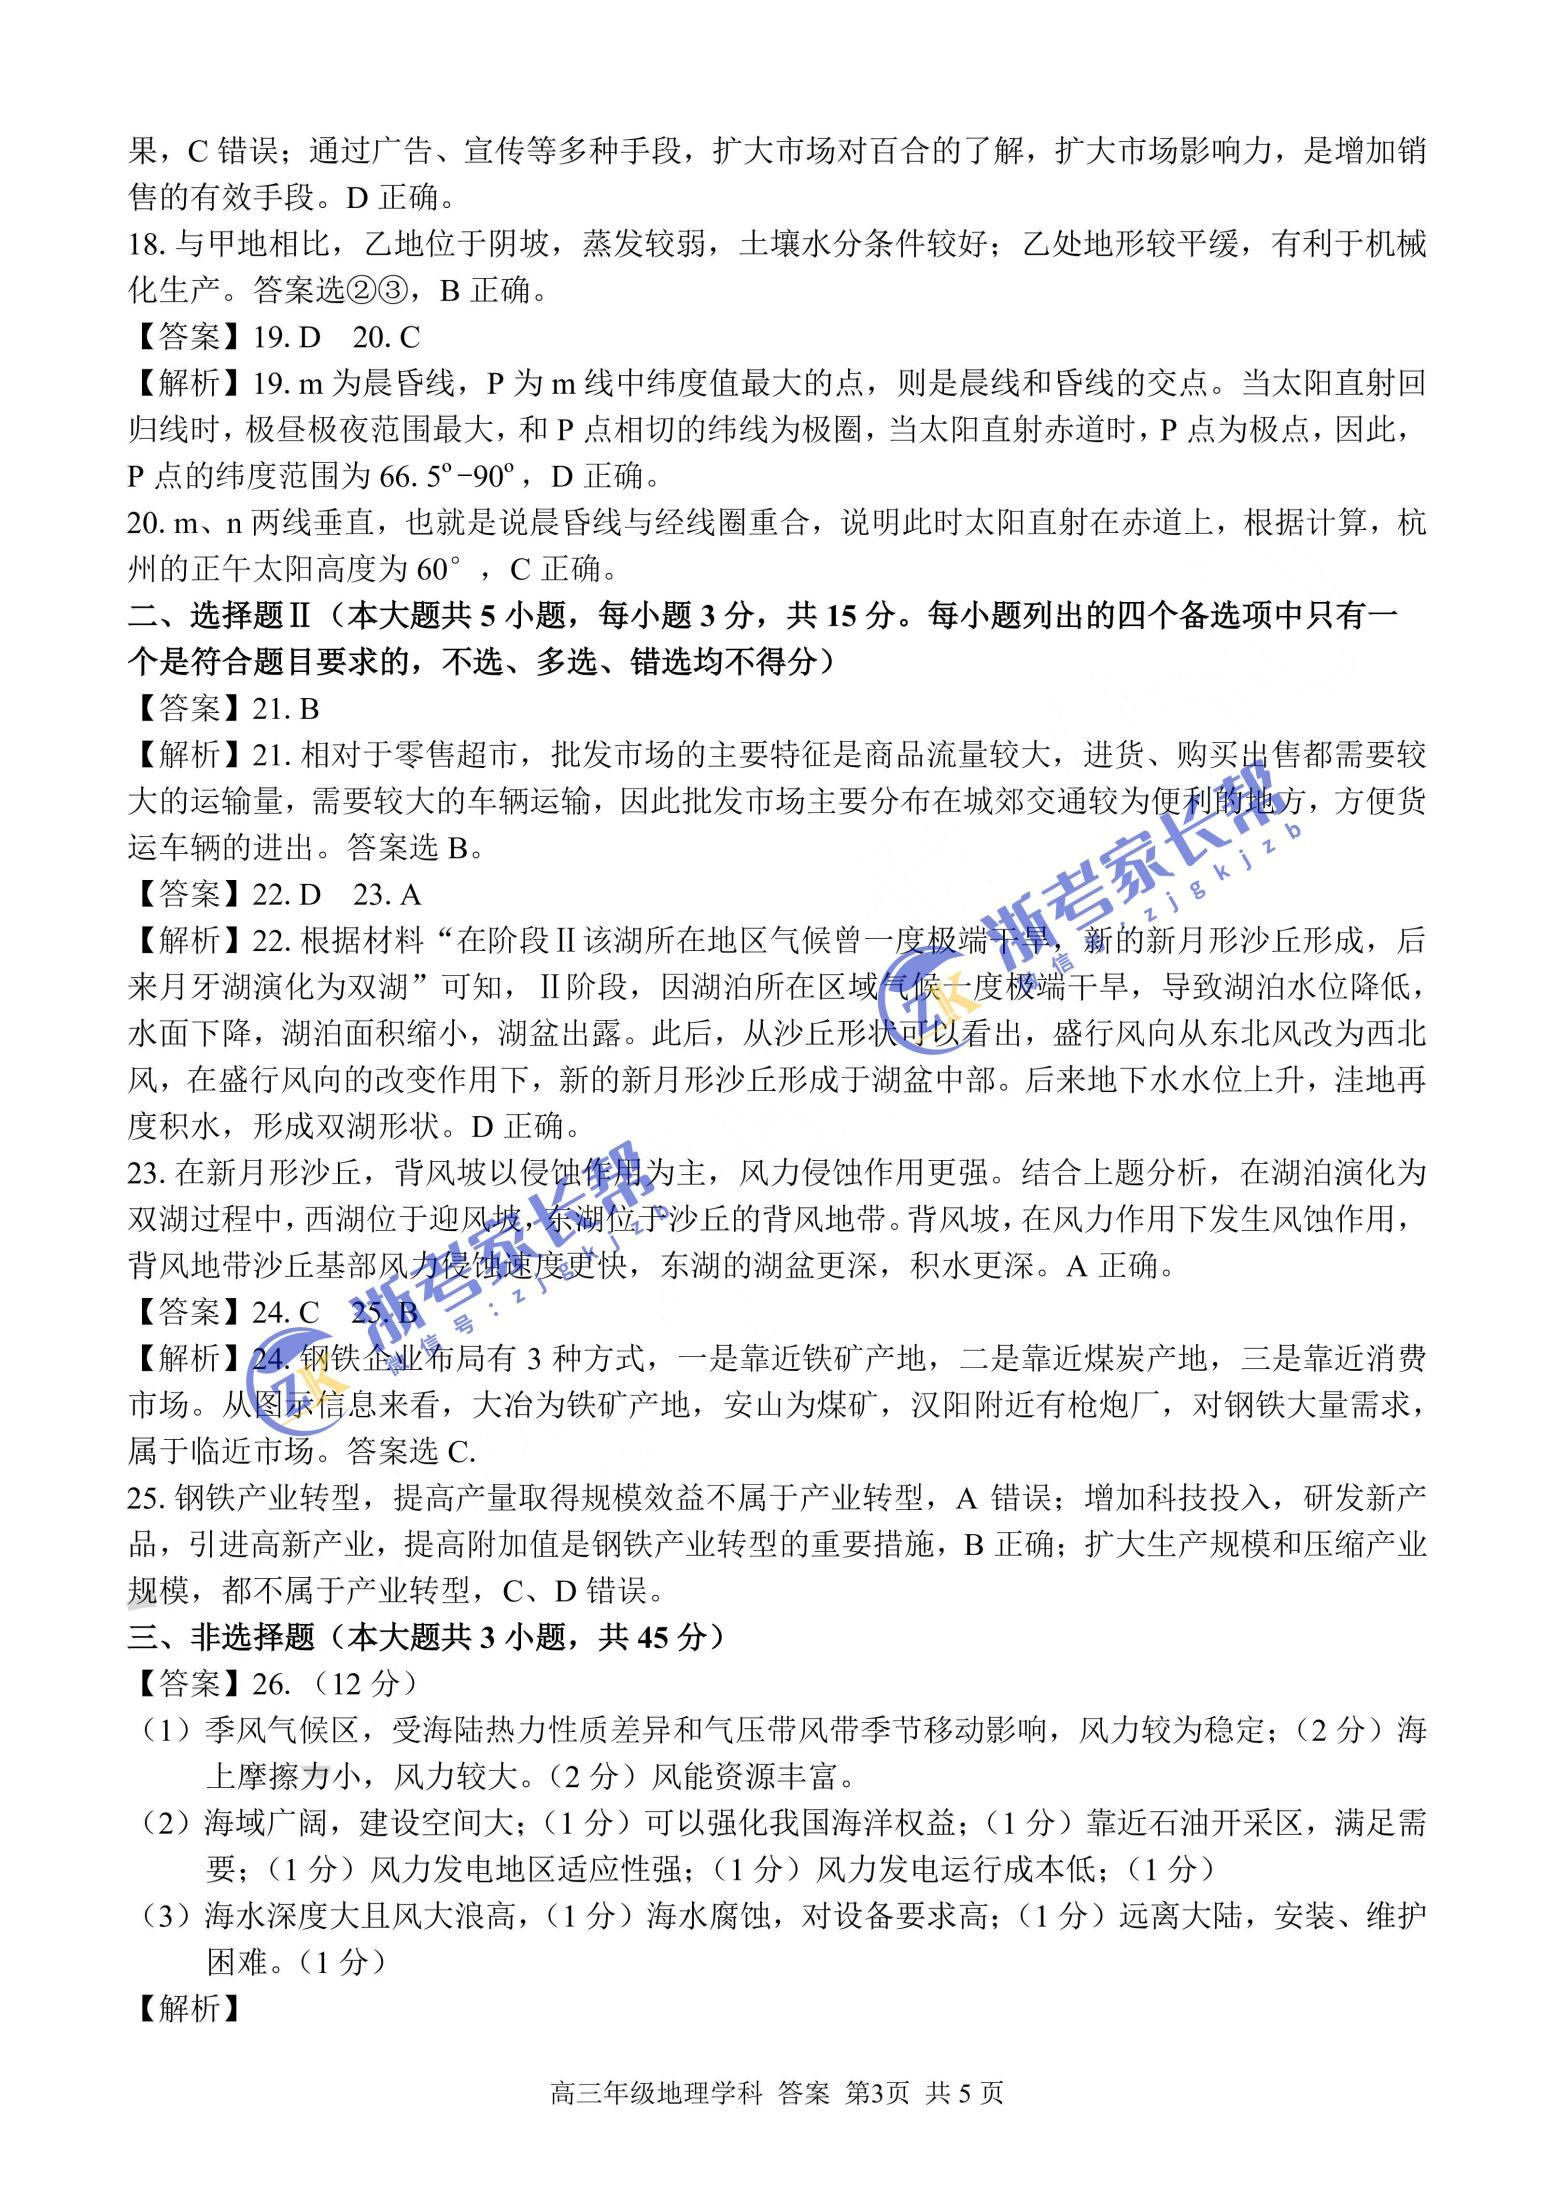 果，C 错误；通过广告、宣传等多种手段，扩大市场对百合的了解，扩大市场影响力，是增加销
售的有效手段。D 正确。
18. 与甲地相比，乙地位于阴坡，蒸发较弱，土壤水分条件较好；乙处地形较平缓，有利于机械
化生产。答案选②③，B 正确。
【答案】19. D 20. C
【解析】19. m 为晨昏线，P 为 m 线中纬度值最大的点，则是晨线和昏线的交点。当太阳直射回
归线时，极昼极夜范围最大，和 P 点相切的纬线为极圈，当太阳直射赤道时，P 点为极点，因此，
P 点的纬度范围为 66. 5º-90º，D 正确。
20. m、n 两线垂直，也就是说晨昏线与经线圈重合，说明此时太阳直射在赤道上，根据计算，杭
州的正午太阳高度为 60°，C 正确。
二、选择题Ⅱ（本大题共 5 小题，每小题 3 分，共 15 分。每小题列出的四个备选项中只有一
个是符合题目要求的，不选、多选、错选均不得分）
【答案】21. B
【解析】21. 相对于零售超市，批发市场的主要特征是商品流量较大，进货、购买出售都需要较
大的运输量，需要较大的车辆运输，因此批发市场主要分布在城郊交通较为便利的地方，方便货
运车辆的进出。答案选 B。
【答案】22. D 23. A
【解析】22. 根据材料“在阶段Ⅱ该湖所在地区气候曾一度极端干旱，新的新月形沙丘形成，后
来月牙湖演化为双湖”可知，Ⅱ阶段，因湖泊所在区域气候一度极端干旱，导致湖泊水位降低，
水面下降，湖泊面积缩小，湖盆出露。此后，从沙丘形状可以看出，盛行风向从东北风改为西北
风，在盛行风向的改变作用下，新的新月形沙丘形成于湖盆中部。后来地下水水位上升，洼地再
度积水，形成双湖形状。D 正确。
23. 在新月形沙丘，背风坡以侵蚀作用为主，风力侵蚀作用更强。结合上题分析，在湖泊演化为
双湖过程中，西湖位于迎风坡，东湖位于沙丘的背风地带。背风坡，在风力作用下发生风蚀作用，
背风地带沙丘基部风力侵蚀速度更快，东湖的湖盆更深，积水更深。A 正确。
【答案】24. C 25. B
【解析】24. 钢铁企业布局有 3 种方式，一是靠近铁矿产地，二是靠近煤炭产地，三是靠近消费
市场。从图示信息来看，大冶为铁矿产地，安山为煤矿，汉阳附近有枪炮厂，对钢铁大量需求，
属于临近市场。答案选 C.
25. 钢铁产业转型，提高产量取得规模效益不属于产业转型，A 错误；增加科技投入，研发新产
品，引进高新产业，提高附加值是钢铁产业转型的重要措施，B 正确；扩大生产规模和压缩产业
规模，都不属于产业转型，C、D 错误。
三、非选择题（本大题共 3 小题，共 45 分）
【答案】26. （12 分）
（1）季风气候区，受海陆热力性质差异和气压带风带季节移动影响，风力较为稳定；（2 分）海
上摩擦力小，风力较大。（2 分）风能资源丰富。
（2）海域广阔，建设空间大；（1 分）可以强化我国海洋权益；（1 分）靠近石油开采区，满足需
要；（1 分）风力发电地区适应性强；（1 分）风力发电运行成本低；（1 分）
（3）海水深度大且风大浪高，（1 分）海水腐蚀，对设备要求高；（1 分）远离大陆，安装、维护
困难。（1 分）
【解析】
高三年级地理学科 答案 第3页 共 5 页
浙考家长帮
微信号：zjgkjzb
ZK
浙考家长帮
微信号：zjgkjzb
ZK